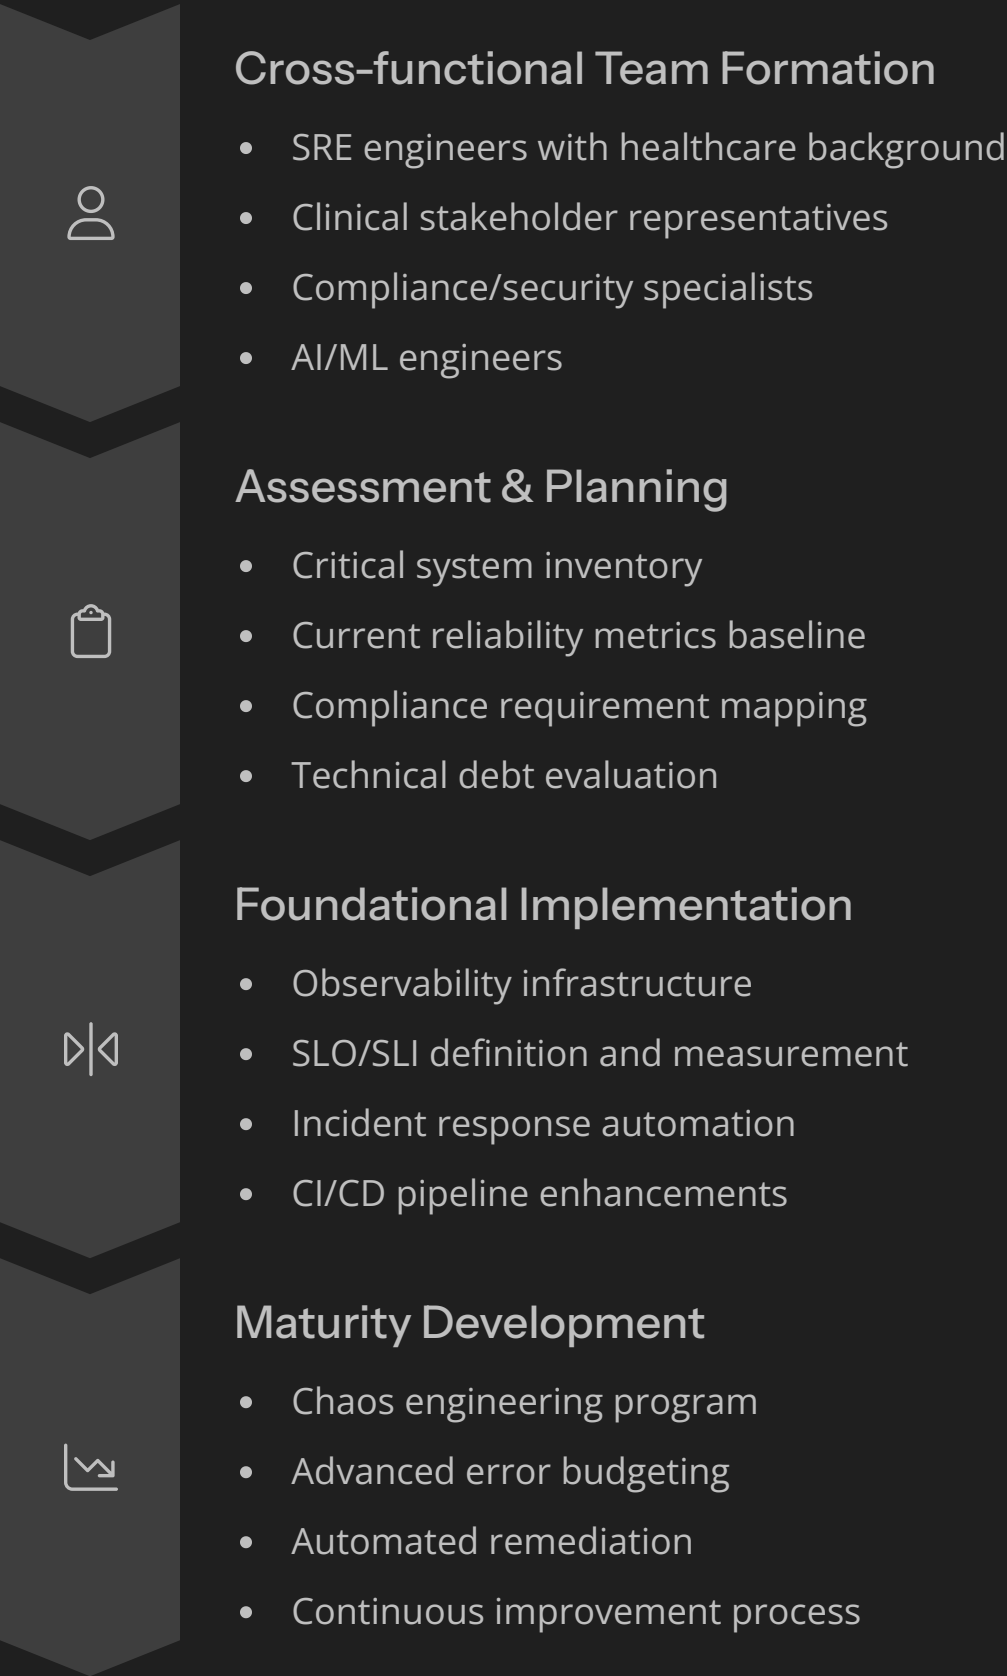 Cross-functional Team Formation
• SRE engineers with healthcare background
• Clinical stakeholder representatives
• Compliance/security specialists
• AI/ML engineers
Assessment & Planning
• Critical system inventory
• Current reliability metrics baseline
• Compliance requirement mapping
• Technical debt evaluation
Foundational Implementation
• Observability infrastructure
• SLO/SLI definition and measurement
• Incident response automation
• CI/CD pipeline enhancements
Maturity Development
• Chaos engineering program
• Advanced error budgeting
• Automated remediation
• Continuous improvement process